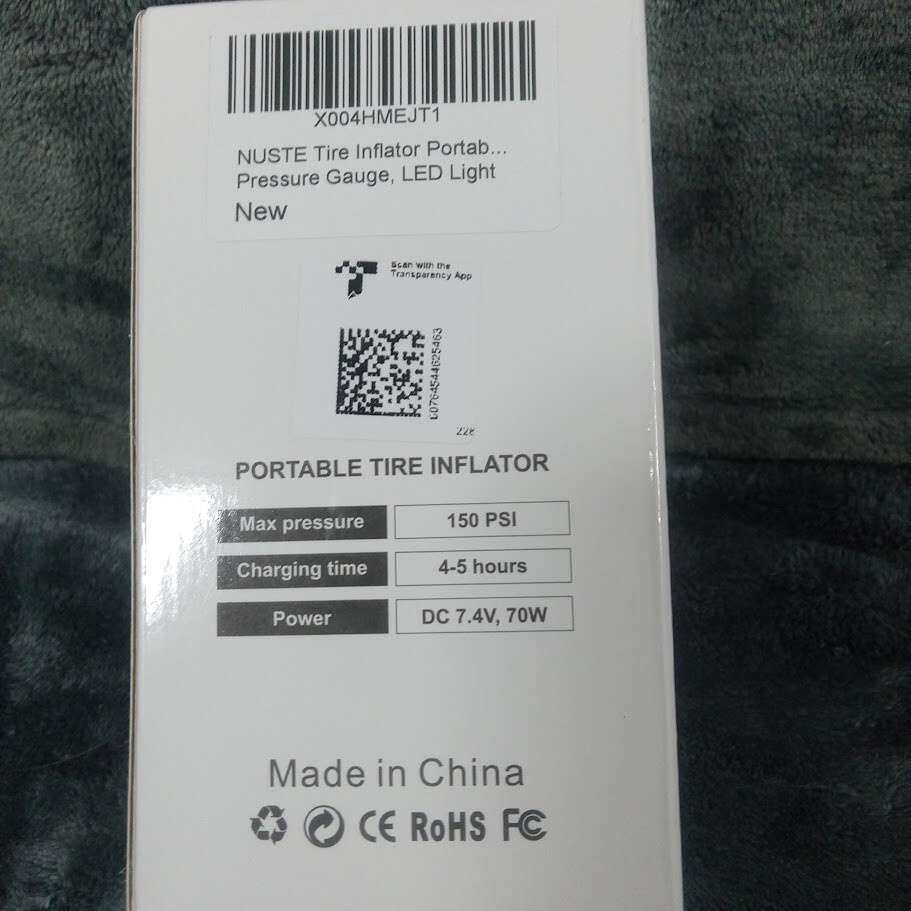 X004HMEJT1
NUSTE Tire Inflator Portab...
Pressure Gauge, LED Light
New
Scan with the
Transparency App
00764544625463
228
PORTABLE TIRE INFLATOR
Max pressure 150 PSI
Charging time 4-5 hours
Power DC 7.4V, 70W
Made in China
CE RoHS FC